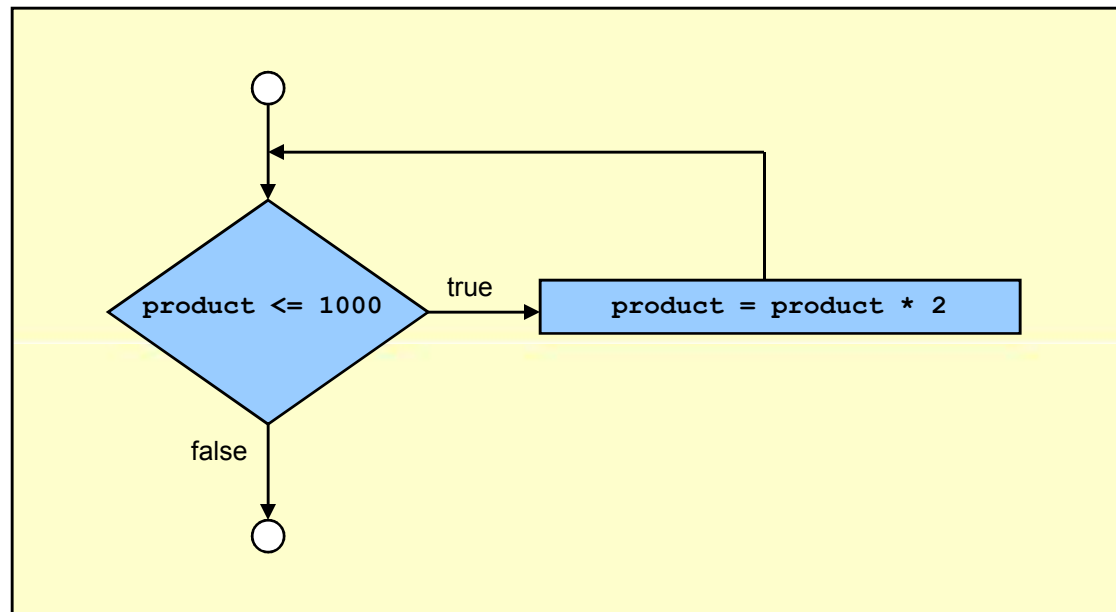 true
product <= 1000
product = product * 2
false